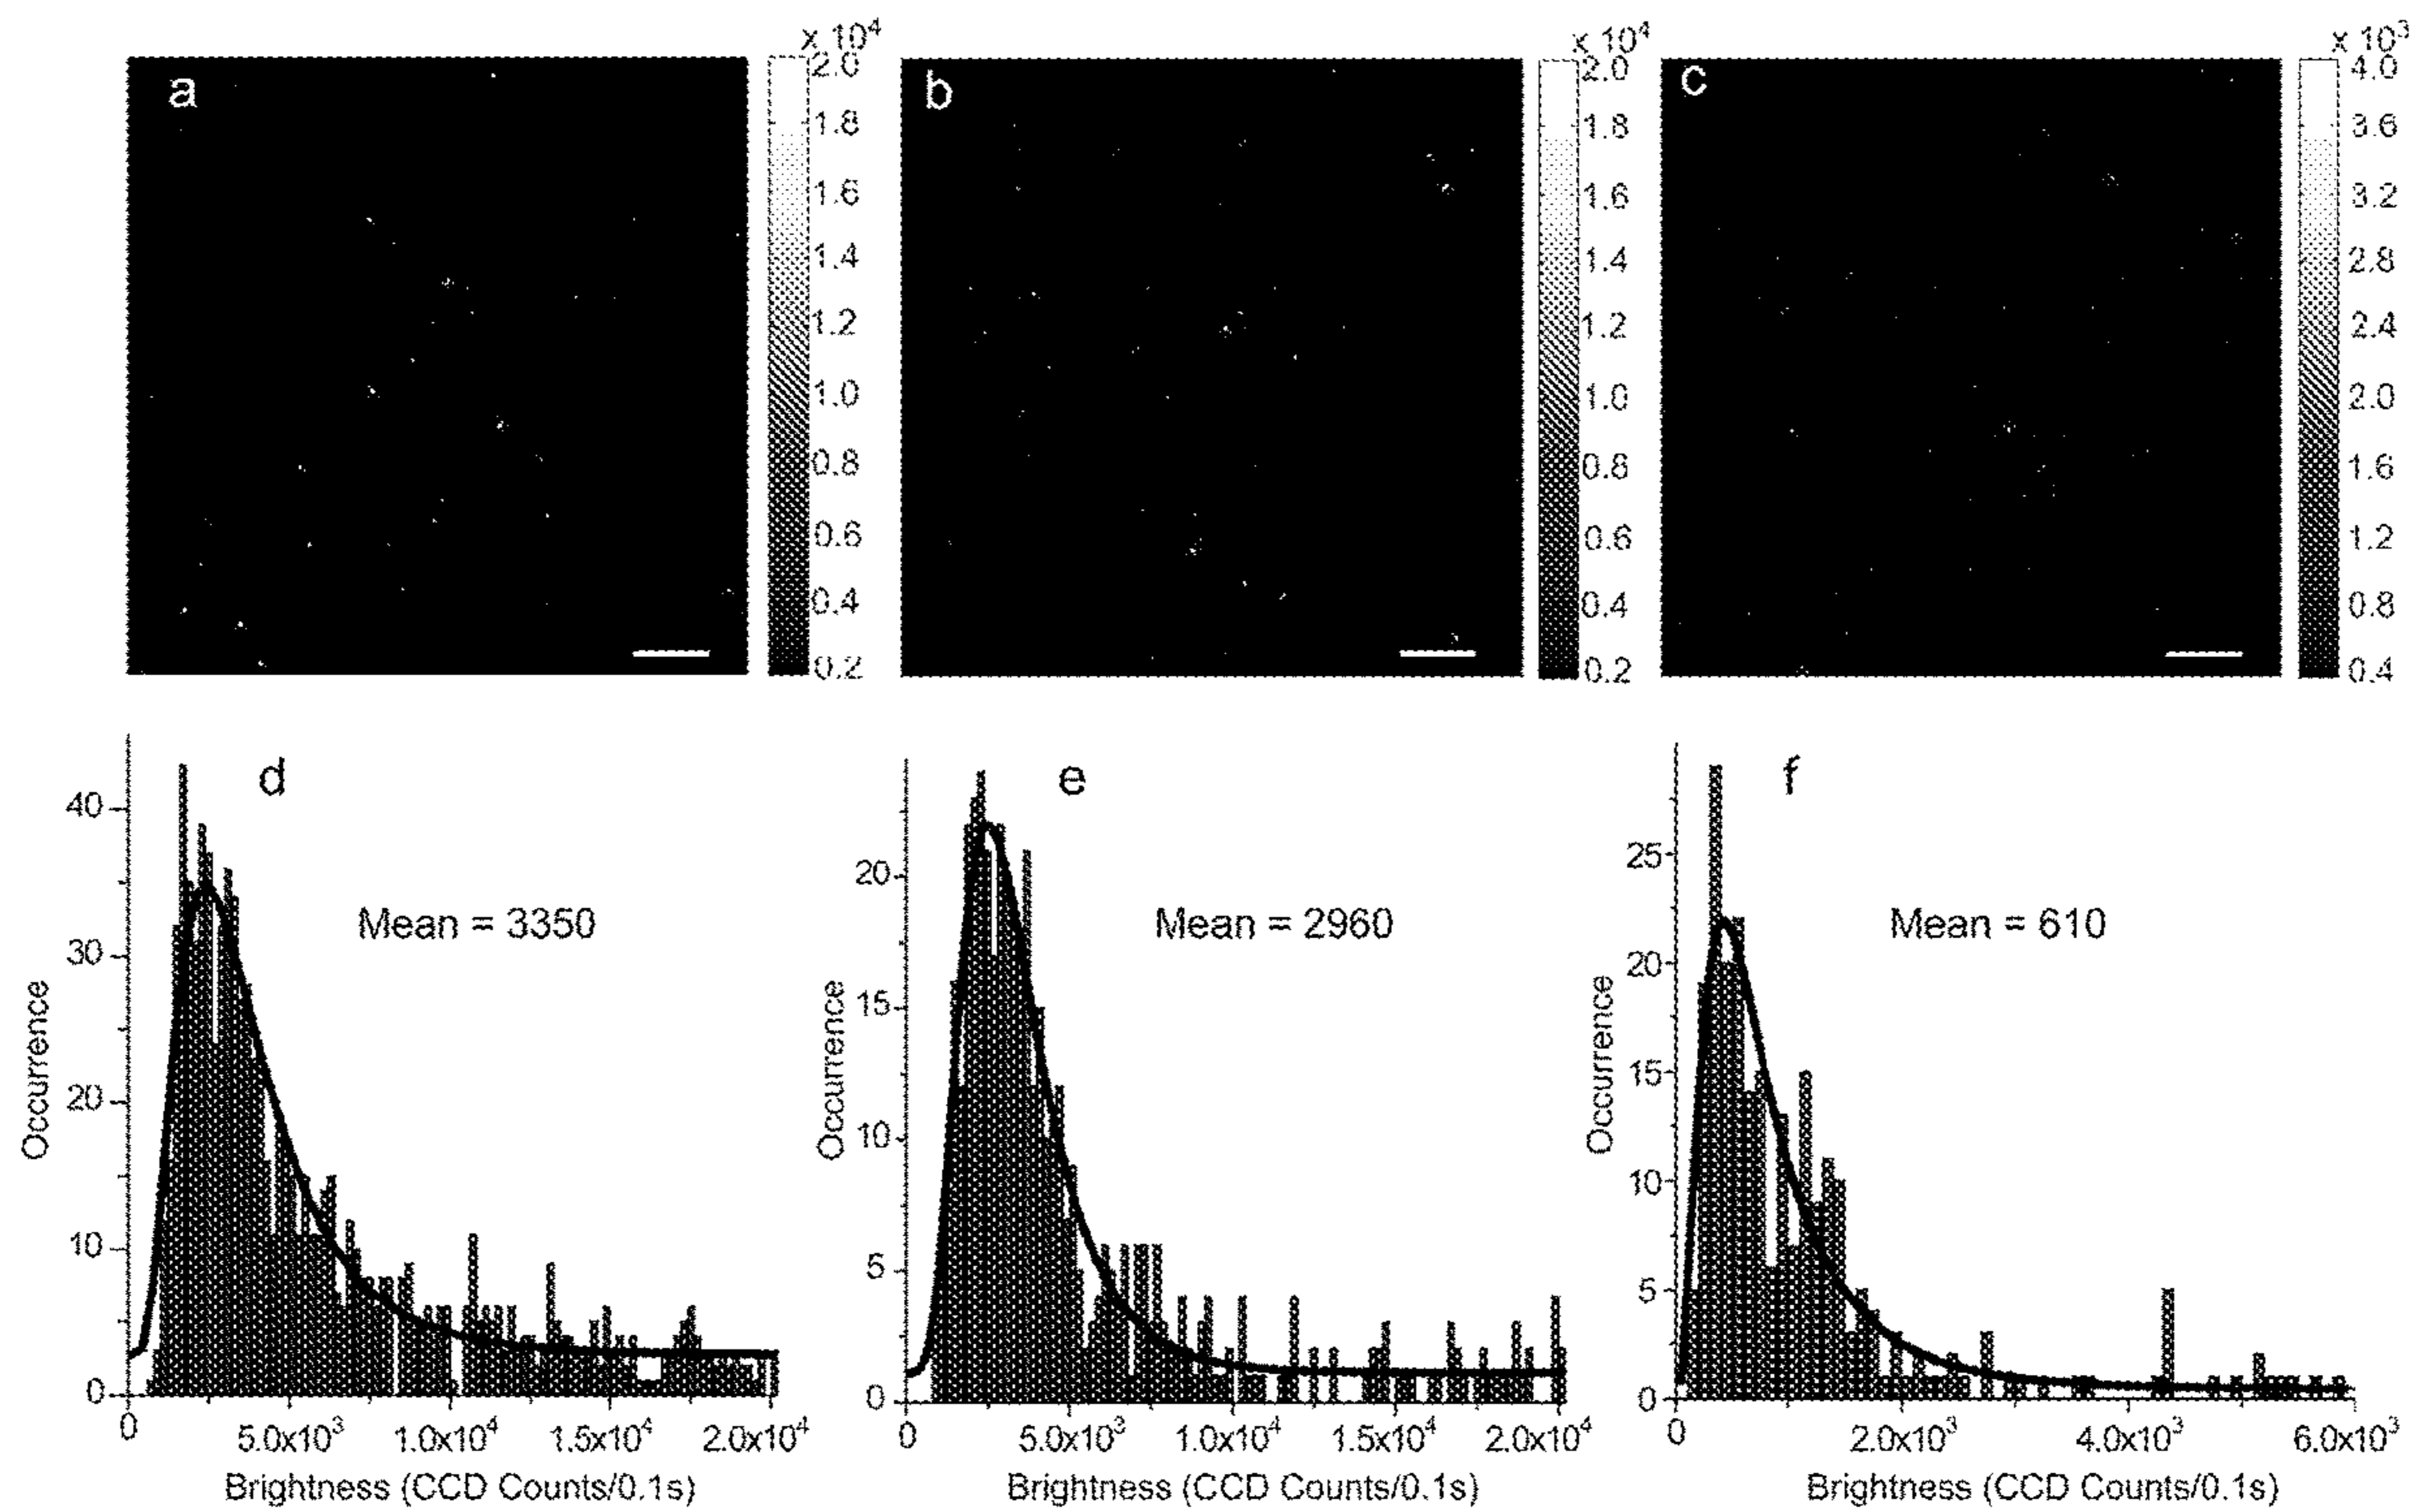 a
x 10⁴
2.0
1.8
1.6
1.4
1.2
1.0
0.8
0.6
0.4
0.2
b
x 10⁴
2.0
1.8
1.6
1.4
1.2
1.0
0.8
0.6
0.4
0.2
c
x 10³
4.0
3.6
3.2
2.8
2.4
2.0
1.6
1.2
0.8
0.4
d
Mean = 3350
Occurrence
40
30
20
10
0
0 5.0x10³ 1.0x10⁴ 1.5x10⁴ 2.0x10⁴
Brightness (CCD Counts/0.1s)
e
Mean = 2960
Occurrence
20
15
10
5
0
0 5.0x10³ 1.0x10⁴ 1.5x10⁴ 2.0x10⁴
Brightness (CCD Counts/0.1s)
f
Mean = 610
Occurrence
25
20
15
10
5
0
0 2.0x10³ 4.0x10³ 6.0x10³
Brightness (CCD Counts/0.1s)